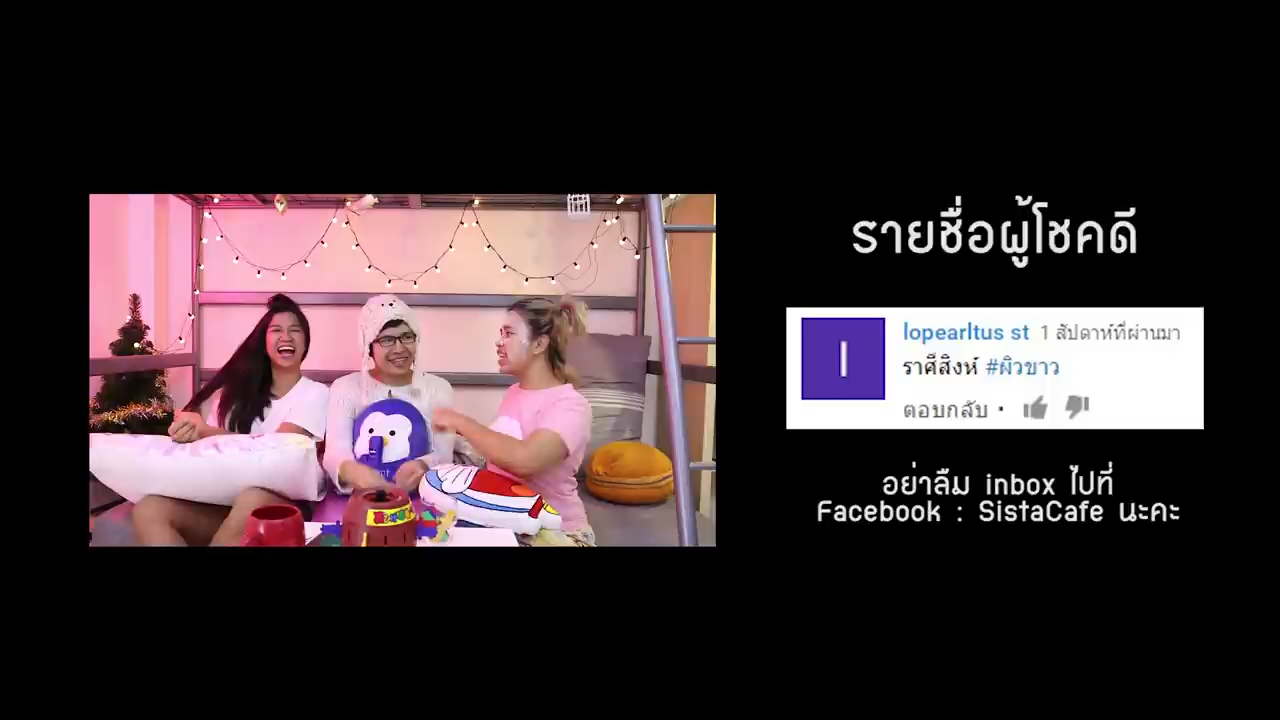 รายชื่อผู้โชคดี
l
lopearltus st 1 สัปดาห์ที่ผ่านมา
ราศีสิงห์ #ผิวขาว
ตอบกลับ ·
อย่าลืม inbox ไปที่
Facebook : SistaCafe นะคะ